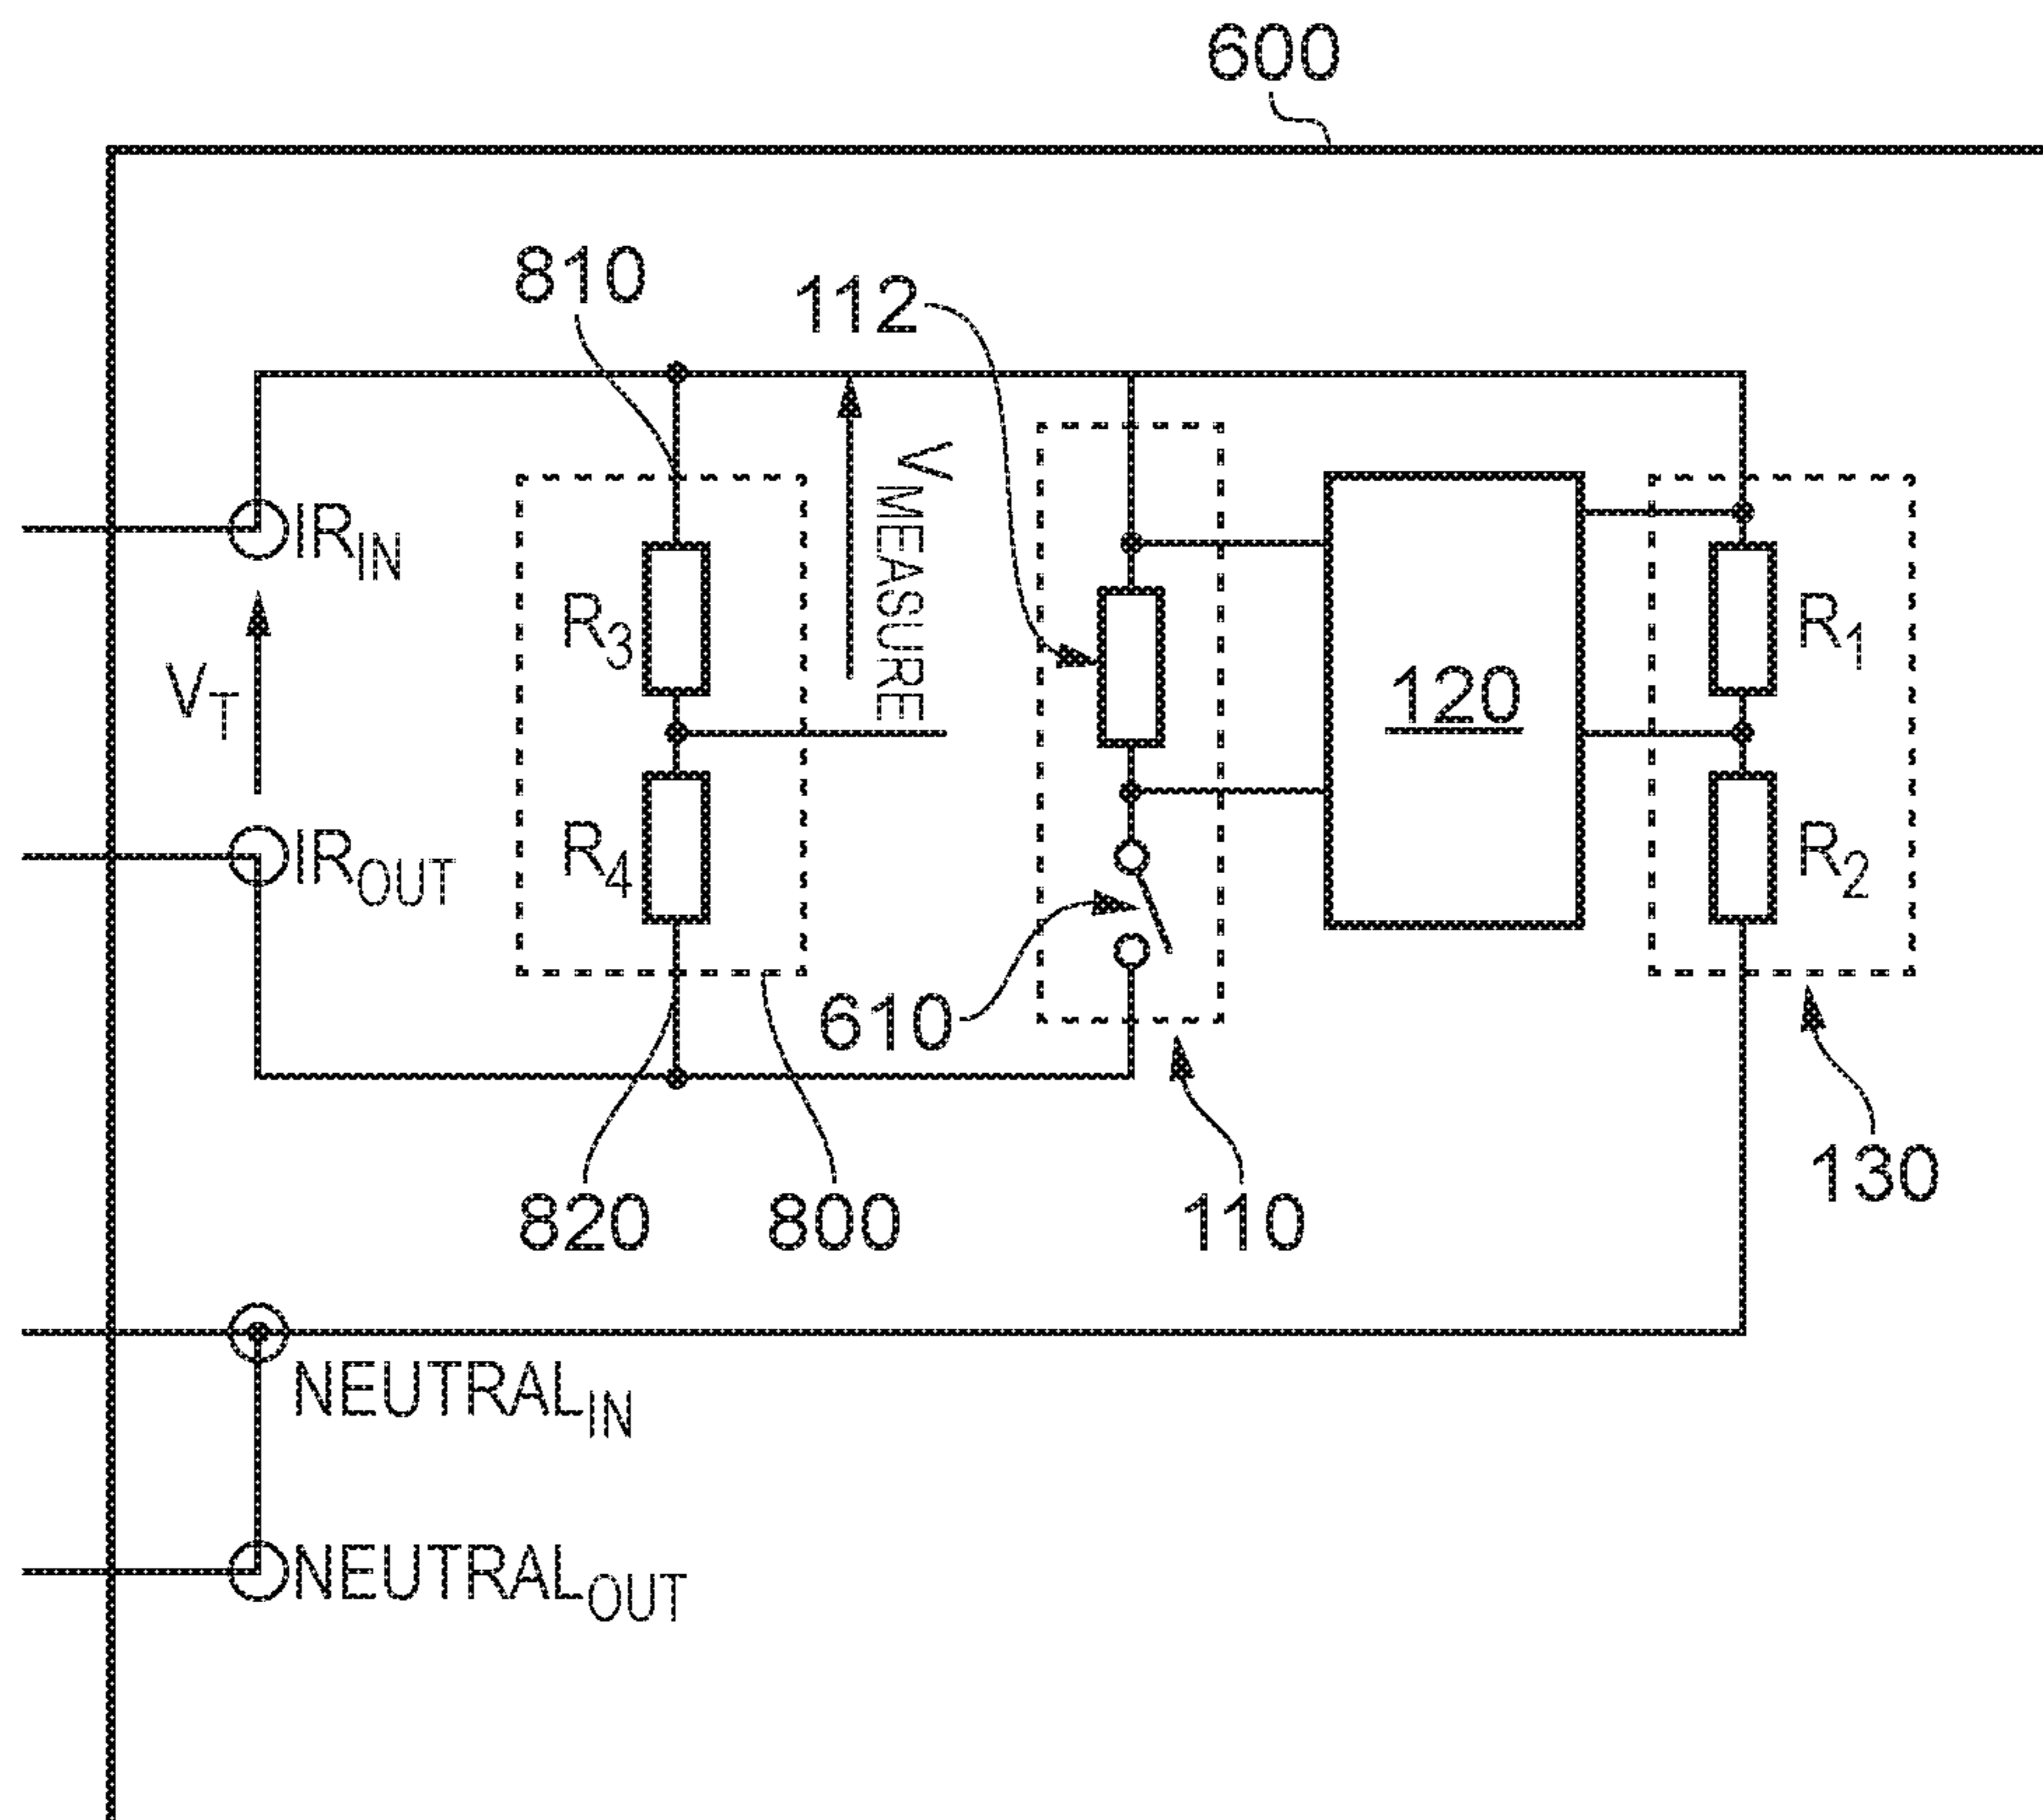 600
810
112
IR_IN
V_MEASURE
R_3
R_1
V_T
120
IR_OUT
R_4
R_2
610
820
800
110
130
NEUTRAL_IN
NEUTRAL_OUT